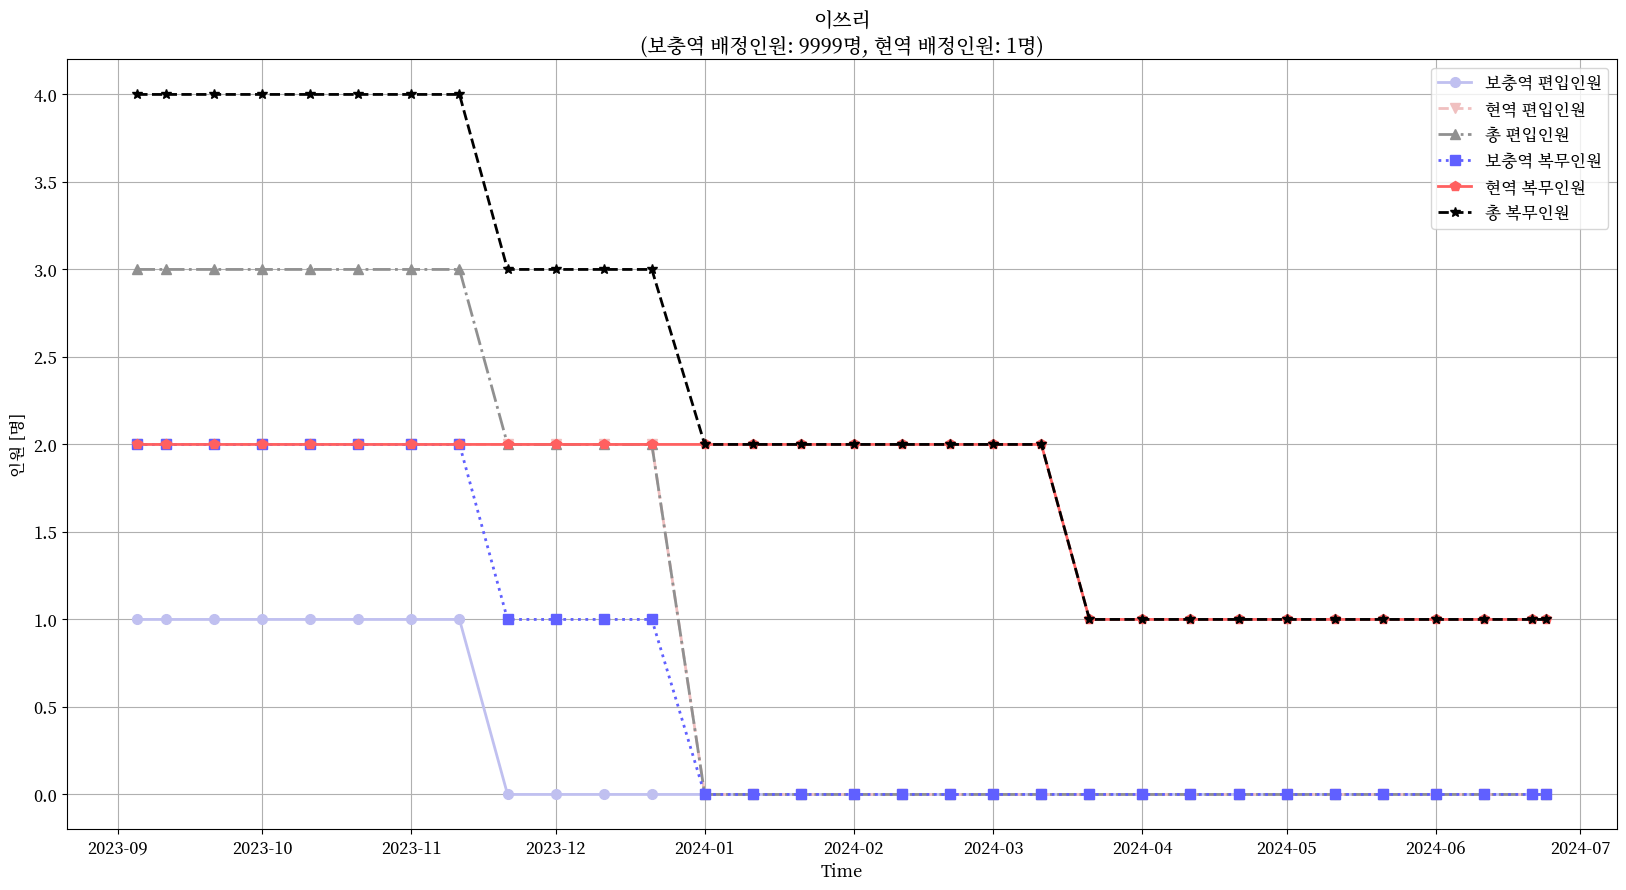 이쓰리
(보충역 배정인원: 9999명, 현역 배정인원: 1명)
보충역 편입인원
현역 편입인원
총 편입인원
보충역 복무인원
현역 복무인원
총 복무인원
인원 [명]
4.0
3.5
3.0
2.5
2.0
1.5
1.0
0.5
0.0
2023-09 2023-10 2023-11 2023-12 2024-01 2024-02 2024-03 2024-04 2024-05 2024-06 2024-07
Time